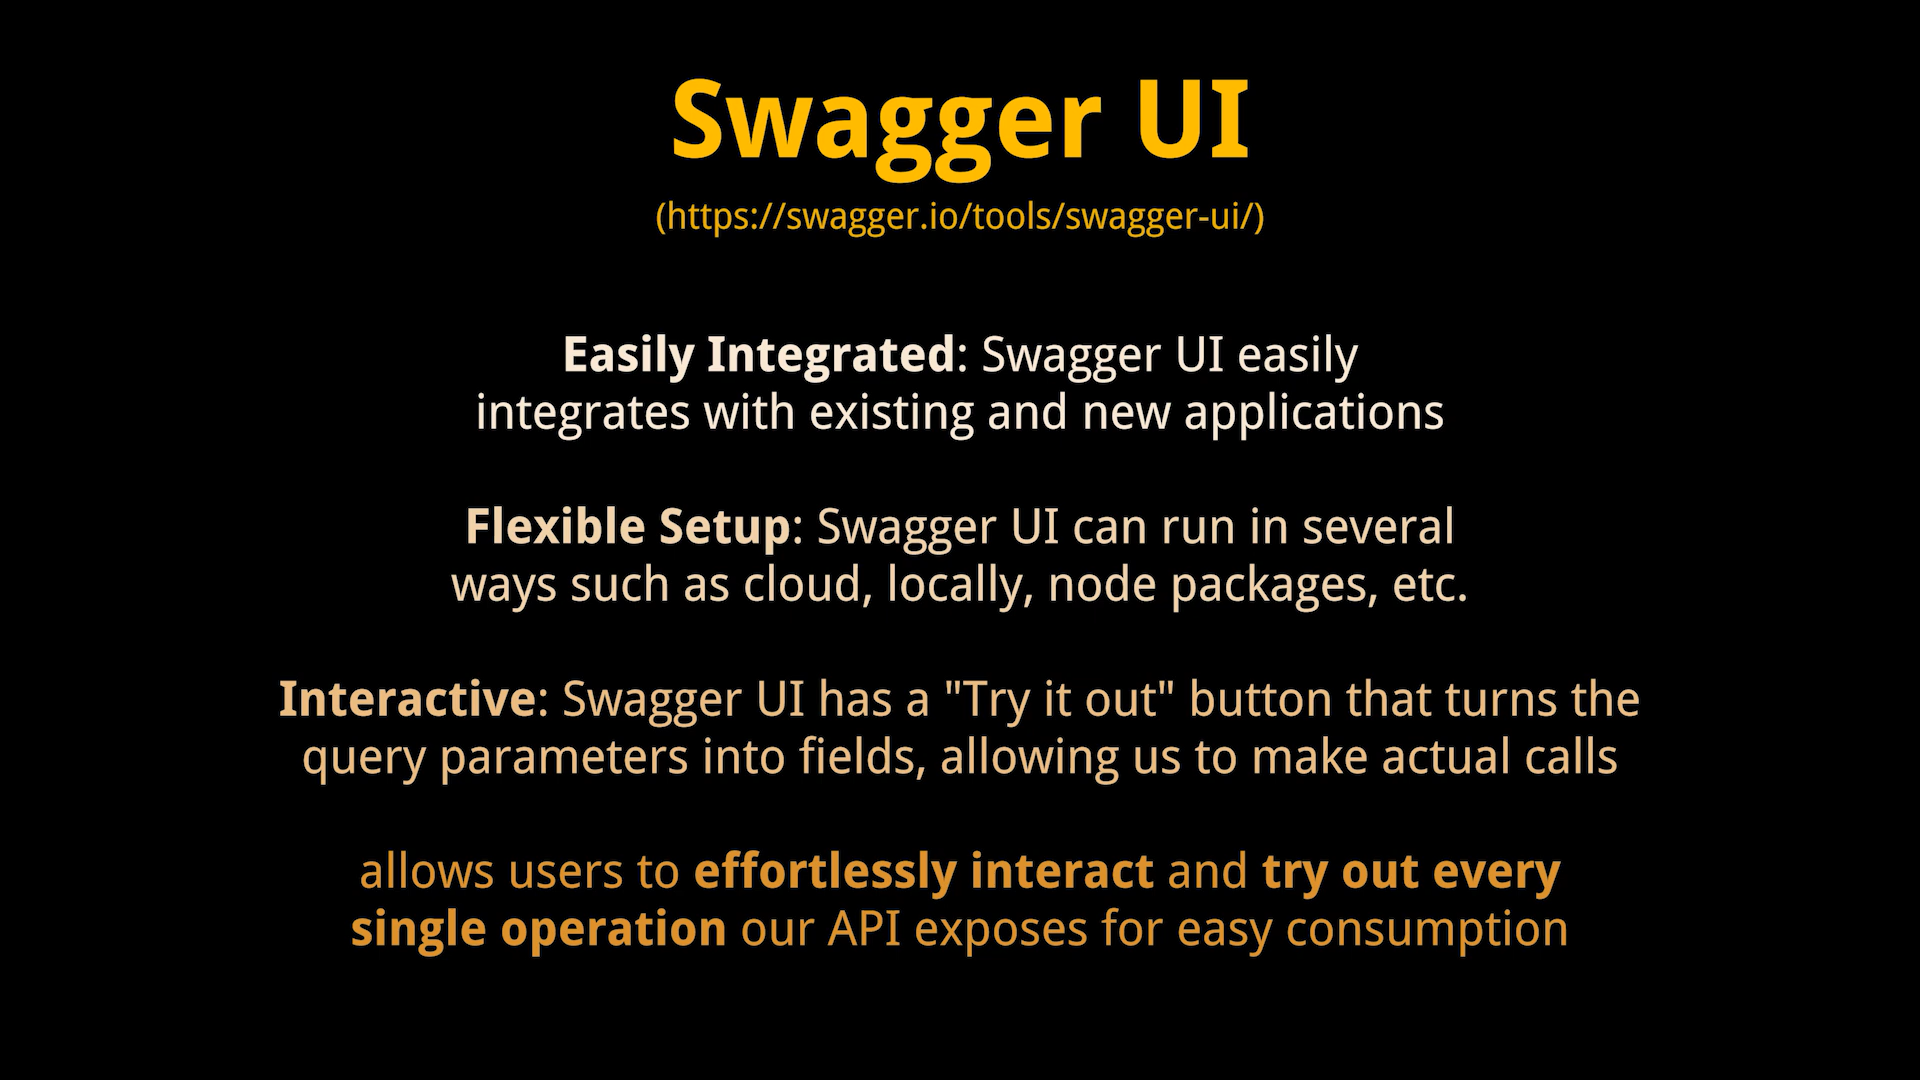 Swagger UI
(https://swagger.io/tools/swagger-ui/)
Easily Integrated: Swagger UI easily
integrates with existing and new applications
Flexible Setup: Swagger UI can run in several
ways such as cloud, locally, node packages, etc.
Interactive: Swagger UI has a "Try it out" button that turns the
query parameters into fields, allowing us to make actual calls
allows users to effortlessly interact and try out every
single operation our API exposes for easy consumption